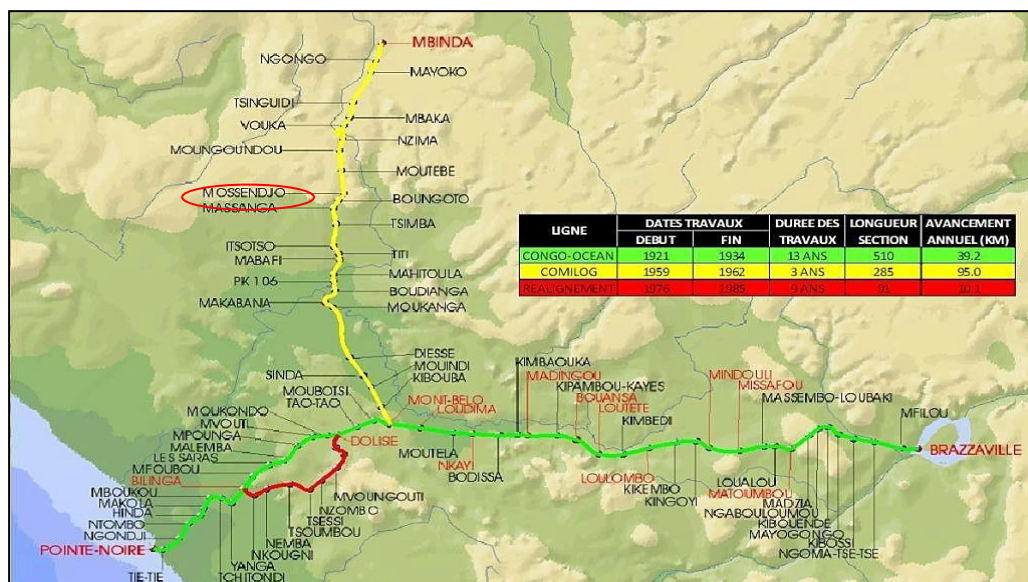 MBINDA
NGONGO
MAYOKO
TSINGUIDI
MBAKA
VOUKA
NZIMA
MOUNGOUNDOU
MOUTEBE
MOSSENDJO
BOUNGOTO
MASSANGA
TSIMBA
ITSOTSO
TITI
MABAFI
MAHITOULA
PK 106
BOUDIANGA
MAKABANA
MOUKANGA
LIGNE DATES TRAVAUX DUREE DES TRAVAUX LONGUEUR SECTION AVANCEMENT ANNUEL (KM)
DEBUT FIN
CONGO-OCEAN 1921 1934 13 ANS 510 39.2
COMILOG 1959 1962 3 ANS 285 95.0
REALIGNEMENT 1976 1985 9 ANS 91 10.1
DIESSE
MOUINDI
SINDA
KIBOUBA
MOUBOTSI
TAO-TAO
MONT-BELO
LOUDIMA
KIMBAOUKA
MADINGOU
KIPAMBOU-KAYES
BOUANSA
LOUTETE
KIMBEDI
MINDOULI
MISSAFOU
MASSEMBO-LOUBAKI
MFILOU
BRAZZAVILLE
MOUKONDO
MVOUTI
MPOUNGA
MALEMBA
LES SARAS
MFOUBOU
BILINGA
MBOUKOU
MAKOLA
HINDA
NTOMBO
NGONDJI
POINTE-NOIRE
TIE-TIE
DOLISIE
MOUTELA
NKAYI
BODISSA
LOULOMBO
KIKEMBO
KINGOYI
LOUALOU
MATOUMBOU
MADZIA
NGABOULOUMOU
KIBOUENDE
MAYOGONGO
KIBOSSI
NGOMA-TSE-TSE
MVOUNGOUTI
NZOMBO
TSESSI
TSOUMBOU
NEMBA
NKOUGNI
YANGA
TCHITONDI